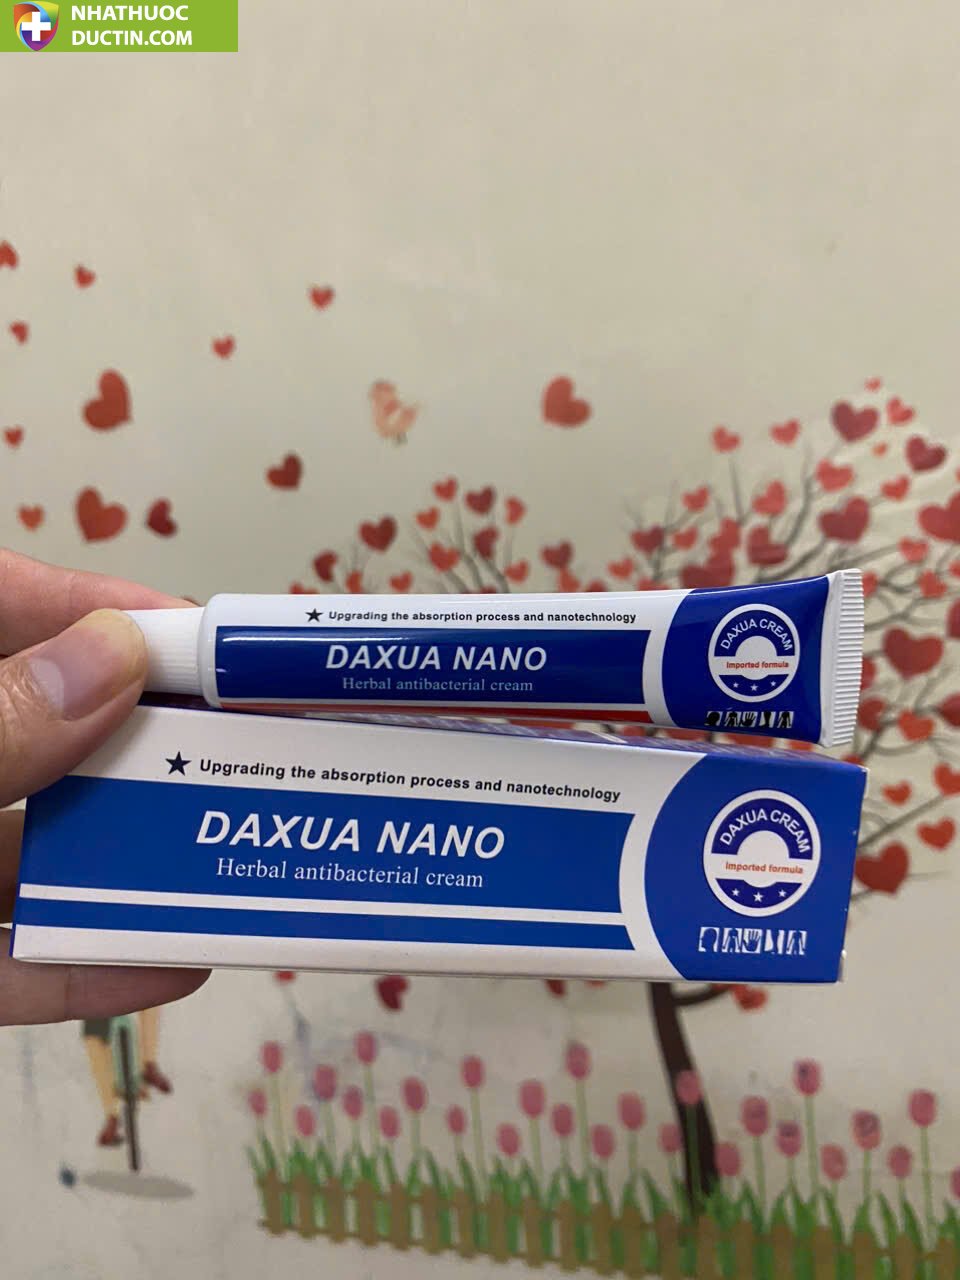 NHATHUOC
DUCTIN.COM
★ Upgrading the absorption process and nanotechnology
DAXUA NANO
Herbal antibacterial cream
DAXUA CREAM
Imported formula
★ Upgrading the absorption process and nanotechnology
DAXUA NANO
Herbal antibacterial cream
DAXUA CREAM
Imported formula